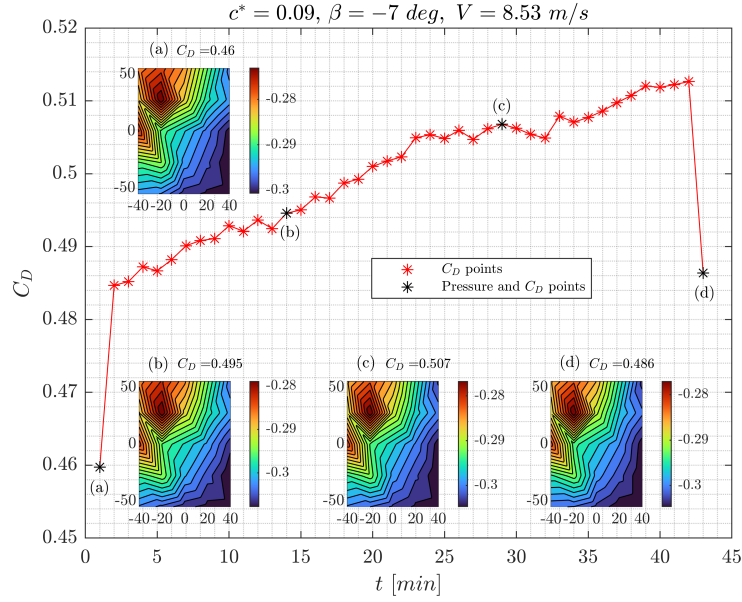 c* = 0.09, β = −7 deg, V = 8.53 m/s
0.52
0.51
0.5
0.49
0.48
0.47
0.46
0.45
C_D
(a) C_D=0.46
50
0
-50
-40 -20 0 20 40
-0.28
-0.29
-0.3
(c)
(b)
C_D points
Pressure and C_D points
(d)
(a)
(b) C_D=0.495
50
0
-50
-40 -20 0 20 40
-0.28
-0.29
-0.3
(c) C_D=0.507
50
0
-50
-40 -20 0 20 40
-0.28
-0.29
-0.3
(d) C_D=0.486
50
0
-50
-40 -20 0 20 40
-0.28
-0.29
-0.3
0 5 10 15 20 25 30 35 40 45
t [min]